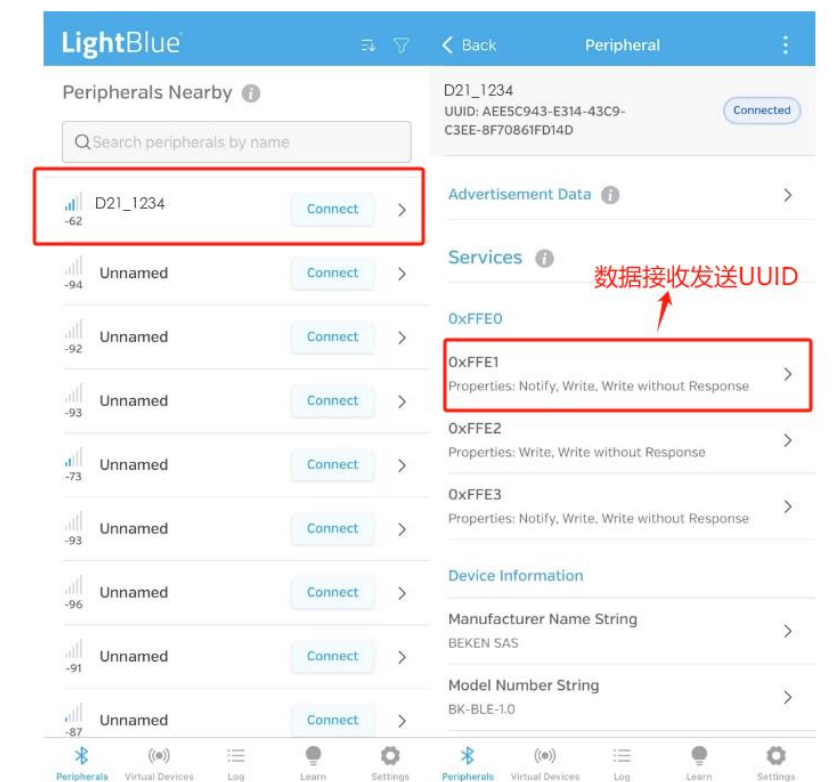 LightBlue
Peripherals Nearby
Search peripherals by name
D21_1234
Connect
-62
Unnamed
Connect
-94
Unnamed
Connect
-92
Unnamed
Connect
-93
Unnamed
Connect
-73
Unnamed
Connect
-93
Unnamed
Connect
-96
Unnamed
Connect
-91
Unnamed
Connect
-87
Peripherals
Virtual Devices
Log
Learn
Settings
Back
Peripheral
D21_1234
UUID: AEE5C943-E314-43C9-
C3EE-8F70861FD14D
Connected
Advertisement Data
Services
数据接收发送UUID
0xFFE0
0xFFE1
Properties: Notify, Write, Write without Response
0xFFE2
Properties: Write, Write without Response
0xFFE3
Properties: Notify, Write, Write without Response
Device Information
Manufacturer Name String
BEKEN SAS
Model Number String
BK-BLE-1.0
Peripherals
Virtual Devices
Log
Learn
Settings